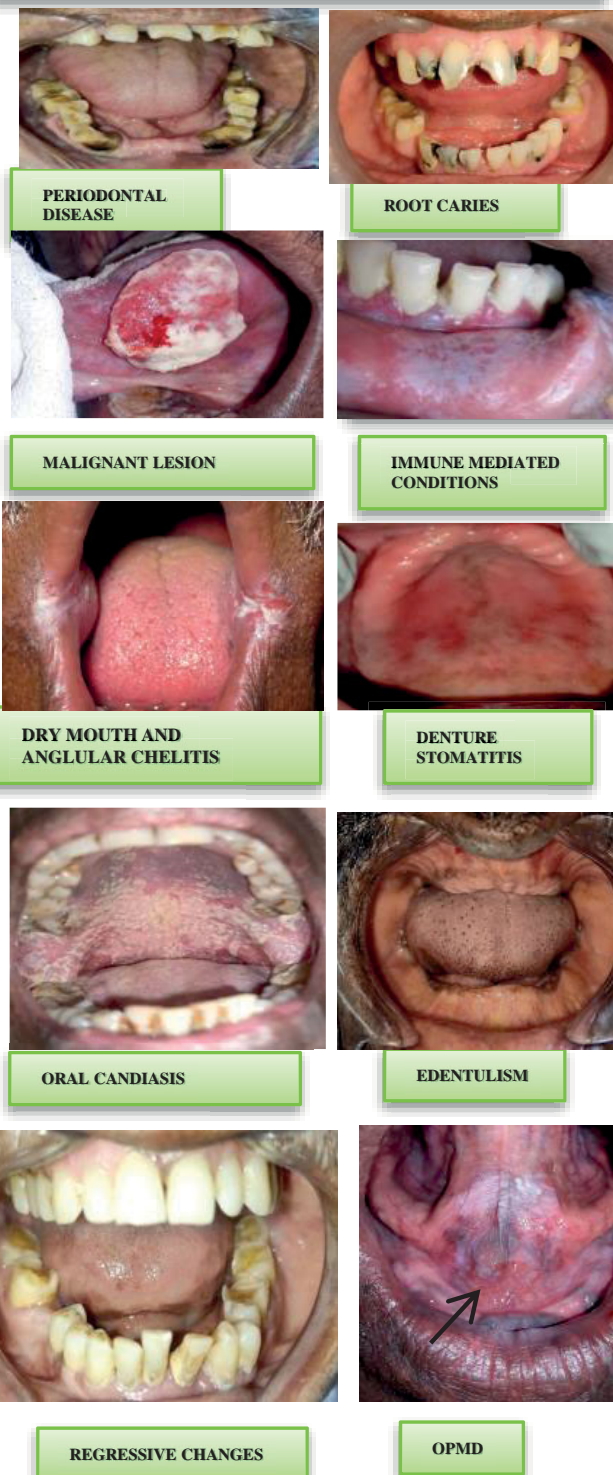 PERIODONTAL
DISEASE
ROOT CARIES
MALIGNANT LESION
IMMUNE MEDIATED
CONDITIONS
DRY MOUTH AND
ANGLULAR CHELITIS
DENTURE
STOMATITIS
ORAL CANDIASIS
EDENTULISM
REGRESSIVE CHANGES
OPMD